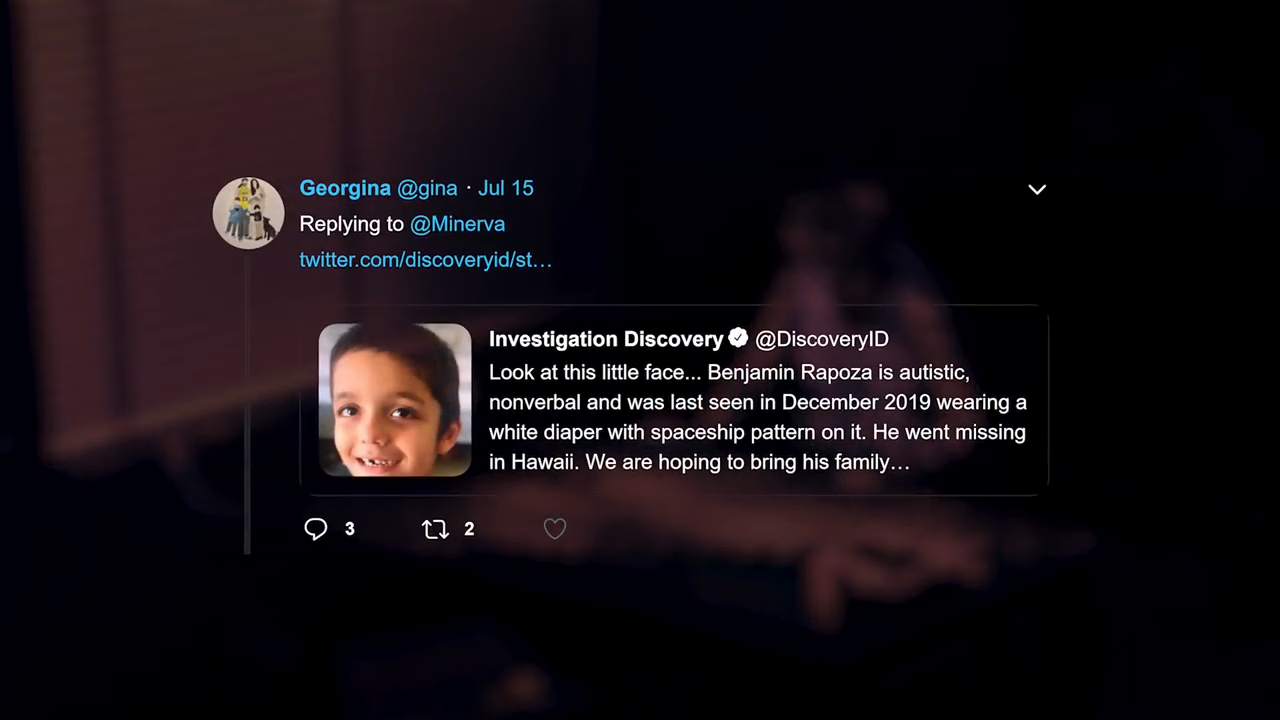 Georgina @gina · Jul 15
Replying to @Minerva
twitter.com/discoveryid/st…
Investigation Discovery @DiscoveryID
Look at this little face... Benjamin Rapoza is autistic,
nonverbal and was last seen in December 2019 wearing a
white diaper with spaceship pattern on it. He went missing
in Hawaii. We are hoping to bring his family…
3 2